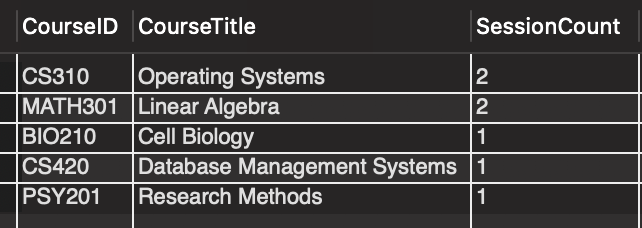 CourseID CourseTitle SessionCount
CS310 Operating Systems 2
MATH301 Linear Algebra 2
BIO210 Cell Biology 1
CS420 Database Management Systems 1
PSY201 Research Methods 1